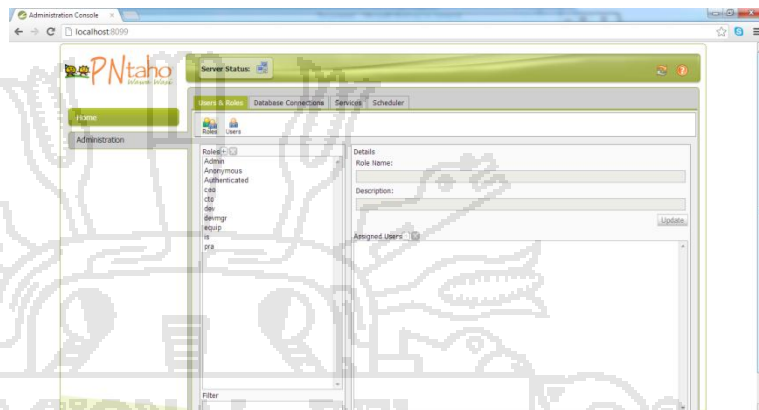 Administration Console
localhost:8099
PNtaho
Server Status:
Users & Roles Database Connections Services Scheduler
Home
Administration
Roles Users
Roles
Admin
Anonymous
Authenticated
ceo
cto
dev
devmgr
equip
is
pra
Filter
Details
Role Name:
Description:
Update
Assigned Users